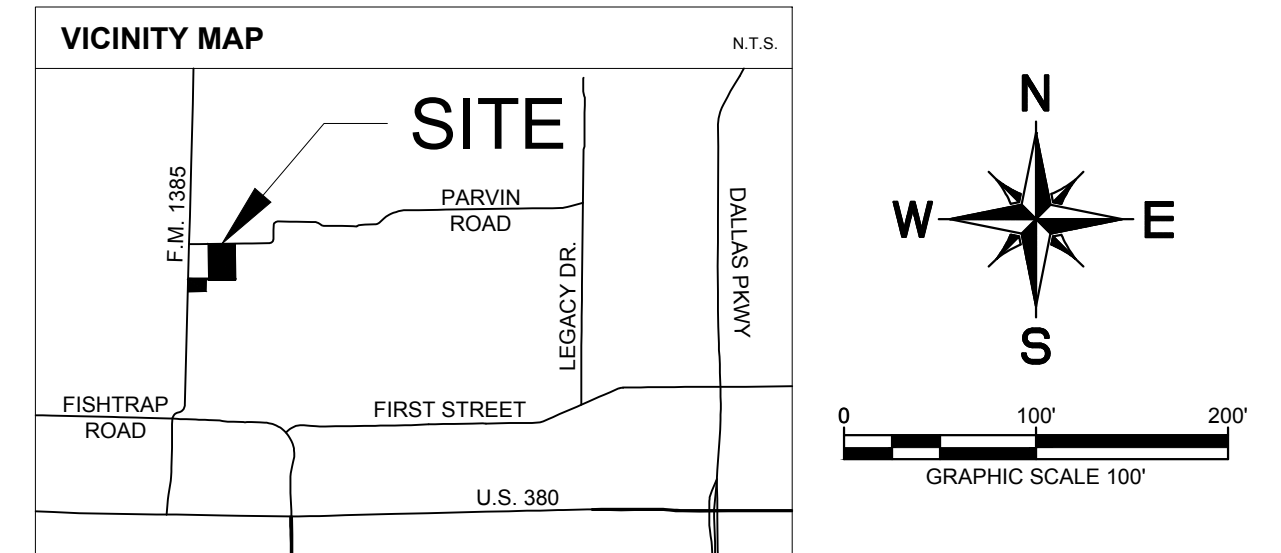 VICINITY MAP
N.T.S.
SITE
F.M. 1385
PARVIN
ROAD
LEGACY DR.
DALLAS PKWY
FISHTRAP
ROAD
FIRST STREET
U.S. 380
N
W
E
S
0 100' 200'
GRAPHIC SCALE 100'